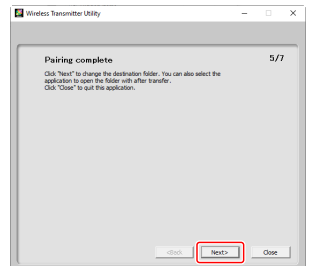 Wireless Transmitter Utility
Pairing complete
5/7
Click "Next" to change the destination folder. You can also select the
application to open the folder with after transfer.
Click "Close" to quit this application.
<Back
Next>
Close